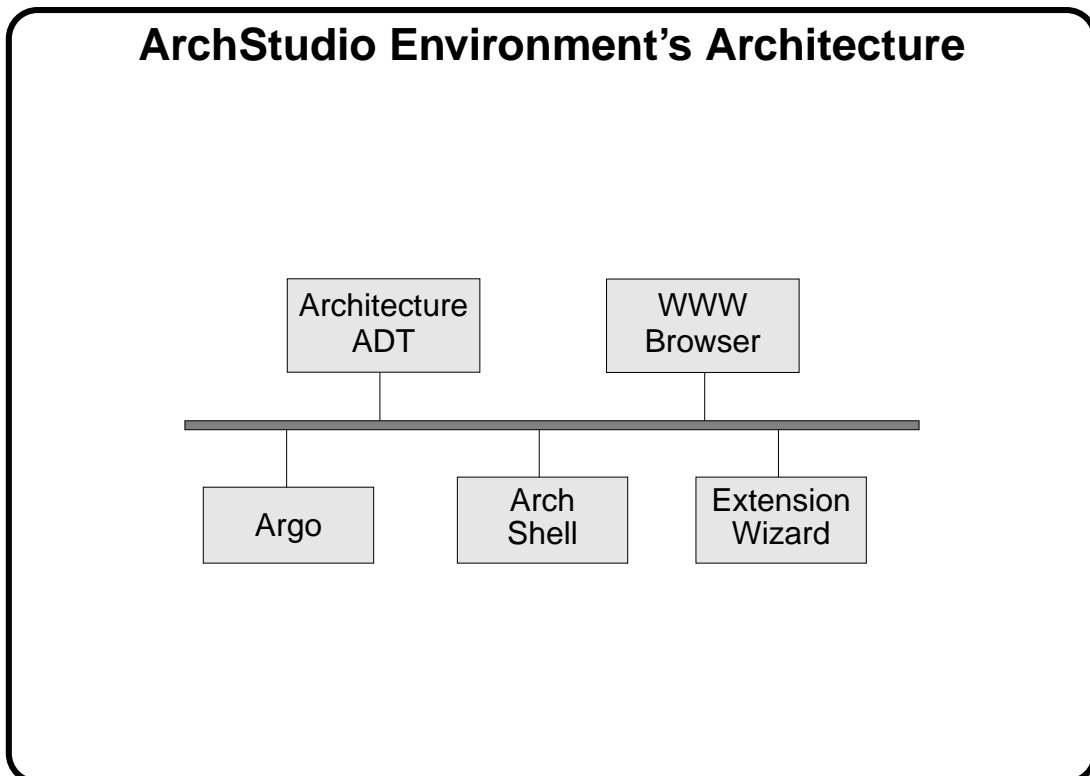 ArchStudio Environment’s Architecture
Architecture
ADT
WWW
Browser
Argo
Arch
Shell
Extension
Wizard